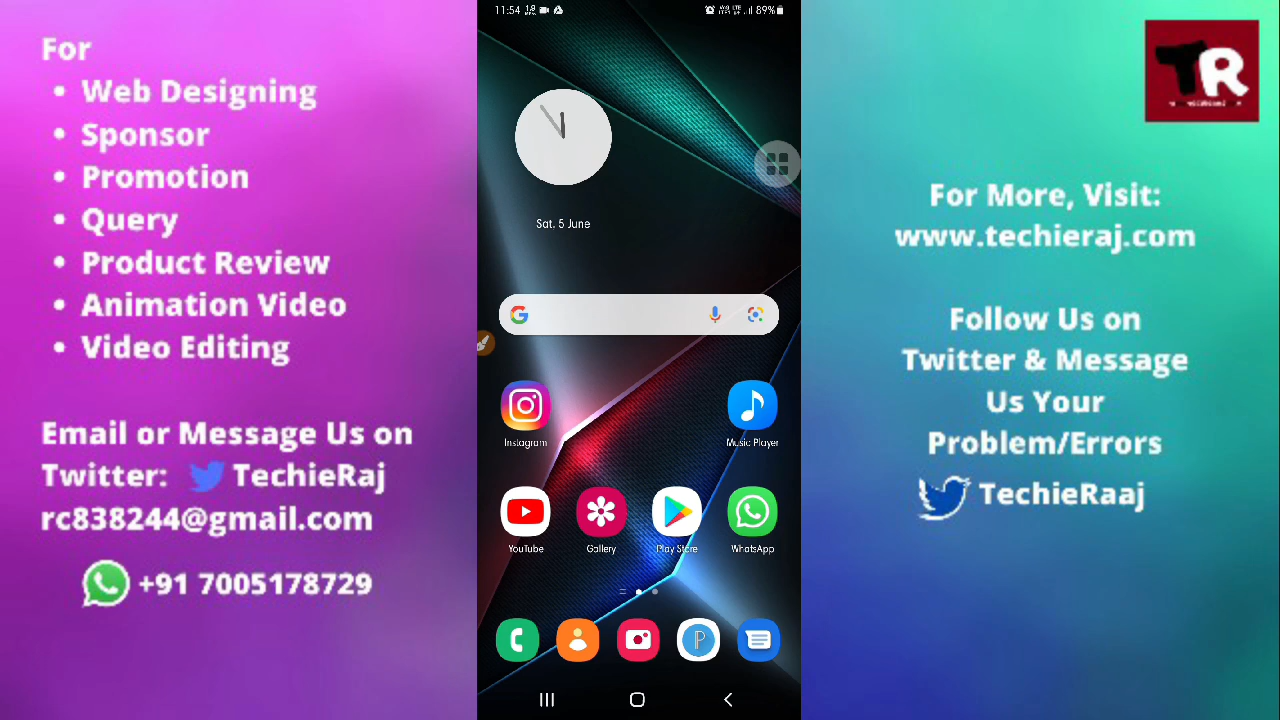 For
• Web Designing
• Sponsor
• Promotion
• Query
• Product Review
• Animation Video
• Video Editing
Email or Message Us on
Twitter: TechieRaj
rc838244@gmail.com
+91 7005178729
11:54
89%
Sat, 5 June
Instagram
Music Player
YouTube
Gallery
Play Store
WhatsApp
TR
For More, Visit:
www.techieraj.com
Follow Us on
Twitter & Message
Us Your
Problem/Errors
TechieRaaj